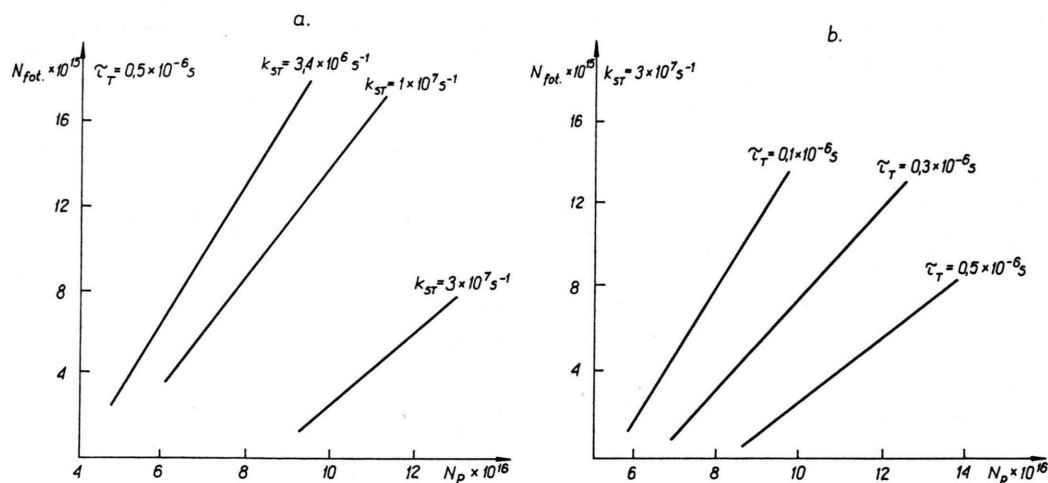 a.
N_fot. × 10^15
τ_T = 0,5 × 10^-6 s
k_ST = 3,4 × 10^6 s^-1
k_ST = 1 × 10^7 s^-1
k_ST = 3 × 10^7 s^-1
16
12
8
4
4
6
8
10
12
N_p × 10^16
b.
N_fot. × 10^15
k_ST = 3 × 10^7 s^-1
τ_T = 0,1 × 10^-6 s
τ_T = 0,3 × 10^-6 s
τ_T = 0,5 × 10^-6 s
16
12
8
4
6
8
10
12
14
N_p × 10^16